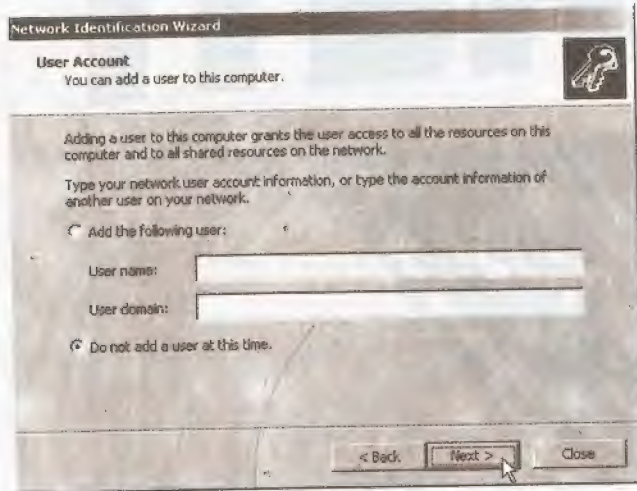 Network Identification Wizard
User Account
You can add a user to this computer.
Adding a user to this computer grants the user access to all the resources on this
computer and to all shared resources on the network.
Type your network user account information, or type the account information of
another user on your network.
Add the following user:
User name:
User domain:
Do not add a user at this time.
< Back
Next >
Close